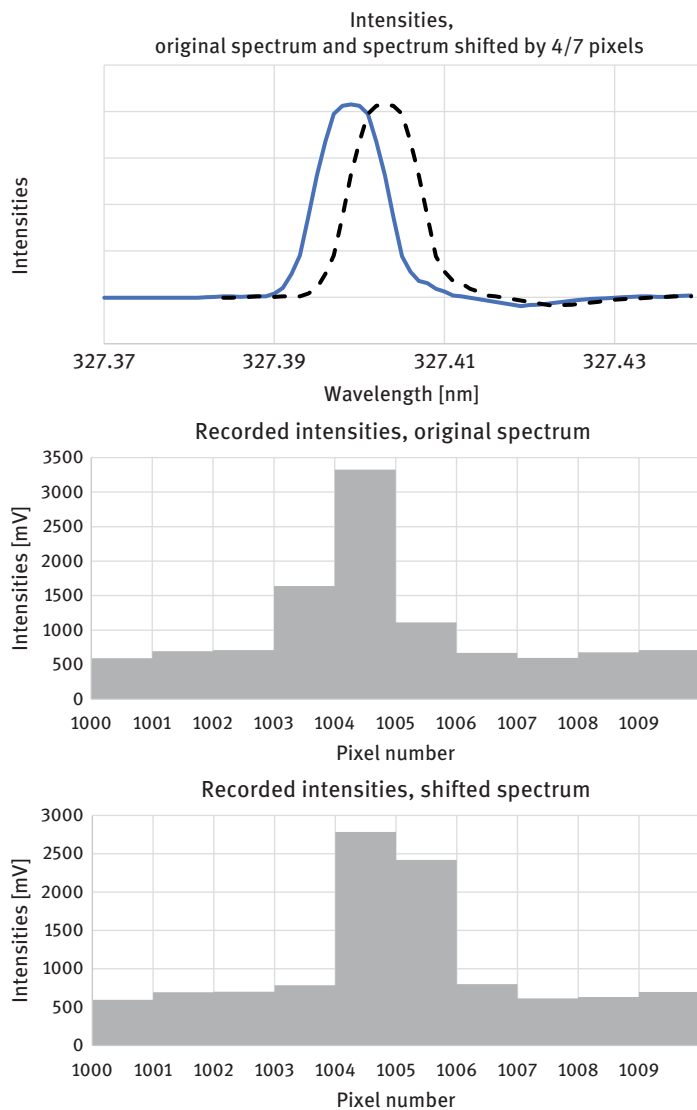 Intensities,
original spectrum and spectrum shifted by 4/7 pixels
Intensities
327.37 327.39 327.41 327.43
Wavelength [nm]
Recorded intensities, original spectrum
Intensities [mV]
3500
3000
2500
2000
1500
1000
500
0
1000 1001 1002 1003 1004 1005 1006 1007 1008 1009
Pixel number
Recorded intensities, shifted spectrum
Intensities [mV]
3000
2500
2000
1500
1000
500
0
1000 1001 1002 1003 1004 1005 1006 1007 1008 1009
Pixel number